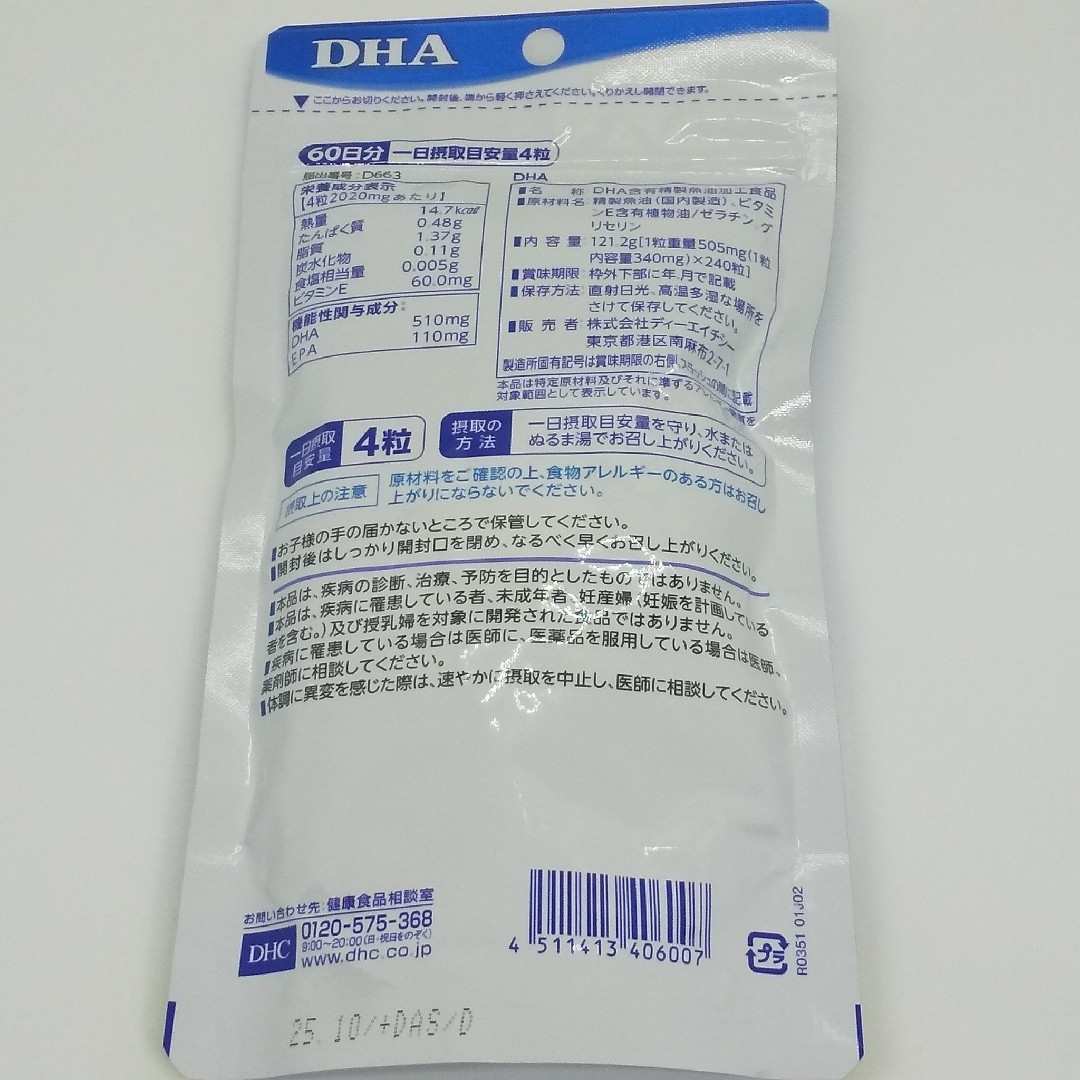 DHA
▼ここからお切りください。開封後、端から軽く押さえてください。くりかえし開閉できます。
60日分 一日摂取目安量4粒
届出番号:D663
栄養成分表示
【4粒2020mgあたり】
熱量 14.7kcal
たんぱく質 0.48g
脂質 1.37g
炭水化物 0.11g
食塩相当量 0.005g
ビタミンE 60.0mg
機能性関与成分
DHA 510mg
EPA 110mg
DHA
■名 称 DHA含有精製魚油加工食品
■原材料名:精製魚油(国内製造)、ビタミ
ンE含有植物油/ゼラチン、グ
リセリン
■内容量:121.2g[1粒重量505mg(1粒
内容量340mg)×240粒]
■賞味期限:枠外下部に年、月で記載
■保存方法:直射日光、高温多湿な場所を
さけて保存してください。
■販売者:株式会社ディーエイチシー
東京都港区南麻布2-7-1
製造所固有記号は賞味期限の右側、スラッシュの間に記載
本品は特定原材料及びそれに準ずるアレルゲン を
対象範囲として表示しています。
一日摂取
目安量 4粒
摂取の
方法 一日摂取目安量を守り、水または
ぬるま湯でお召し上がりください。
摂取上の注意 原材料をご確認の上、食物アレルギーのある方はお召し
上がりにならないでください。
■お子様の手の届かないところで保管してください。
■開封後はしっかり開封口を閉め、なるべく早くお召し上がりください。
■本品は、疾病の診断、治療、予防を目的としたものではありません。
■本品は、疾病に罹患している者、未成年者、妊産婦(妊娠を計画している
者を含む。)及び授乳婦を対象に開発された食品ではありません。
■疾病に罹患している場合は医師に、医薬品を服用している場合は医師、
薬剤師に相談してください。
■体調に異変を感じた際は、速やかに摂取を中止し、医師に相談してください。
お問い合わせ先:健康食品相談室
DHC 0120-575-368
9:00〜20:00(日・祝日をのぞく)
www.dhc.co.jp
4 511413 406007
プラ
R0351 01J02
25.10/+DAS/D